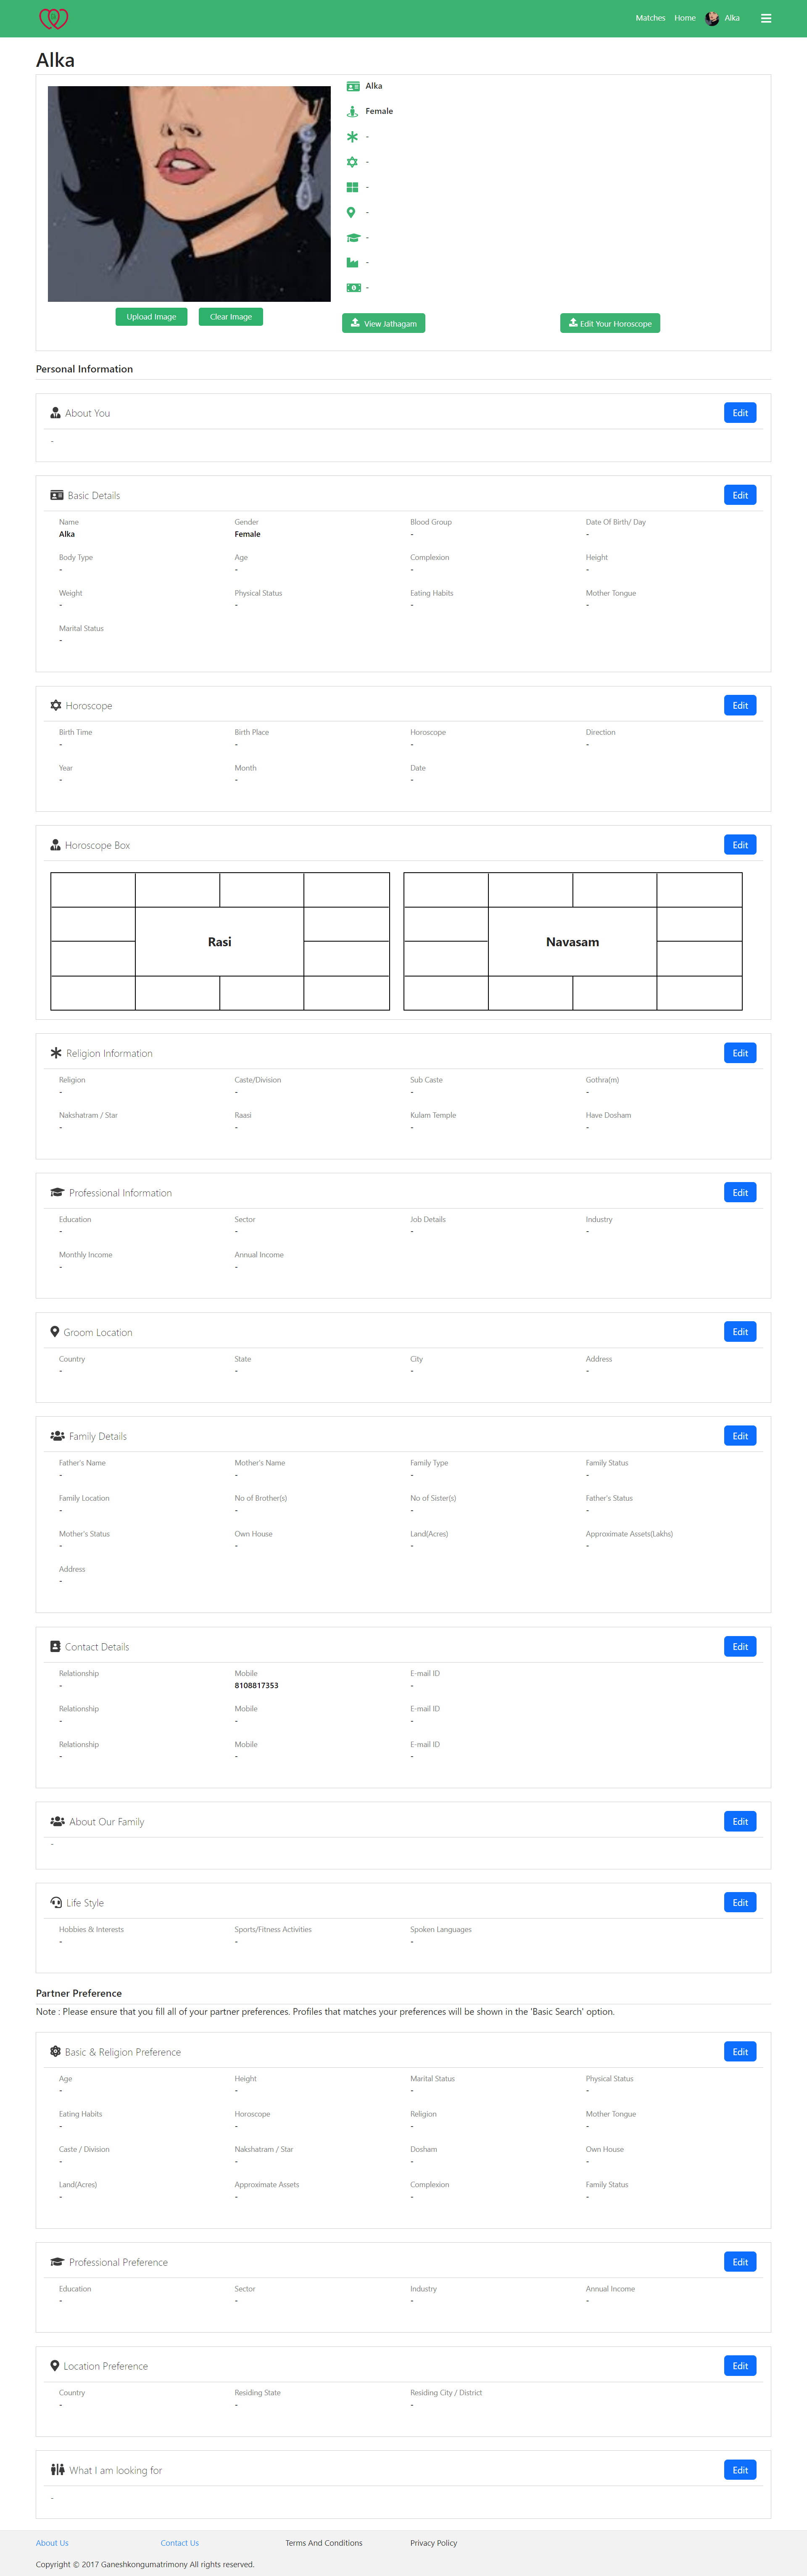 Matches Home Alka
Alka
Alka
Female
-
-
-
-
-
-
-
Upload Image Clear Image View Jathagam Edit Your Horoscope
Personal Information
About You Edit
-
Basic Details Edit
Name Gender Blood Group Date Of Birth/ Day
Alka Female - -
Body Type Age Complexion Height
- - - -
Weight Physical Status Eating Habits Mother Tongue
- - - -
Marital Status
-
Horoscope Edit
Birth Time Birth Place Horoscope Direction
- - - -
Year Month Date
- - -
Horoscope Box Edit
Rasi Navasam
Religion Information Edit
Religion Caste/Division Sub Caste Gothra(m)
- - - -
Nakshatram / Star Raasi Kulam Temple Have Dosham
- - - -
Professional Information Edit
Education Sector Job Details Industry
- - - -
Monthly Income Annual Income
- -
Groom Location Edit
Country State City Address
- - - -
Family Details Edit
Father's Name Mother's Name Family Type Family Status
- - - -
Family Location No of Brother(s) No of Sister(s) Father's Status
- - - -
Mother's Status Own House Land(Acres) Approximate Assets(Lakhs)
- - - -
Address
-
Contact Details Edit
Relationship Mobile E-mail ID
- 8108817353 -
Relationship Mobile E-mail ID
- - -
Relationship Mobile E-mail ID
- - -
About Our Family Edit
-
Life Style Edit
Hobbies & Interests Sports/Fitness Activities Spoken Languages
- - -
Partner Preference
Note : Please ensure that you fill all of your partner preferences. Profiles that matches your preferences will be shown in the 'Basic Search' option.
Basic & Religion Preference Edit
Age Height Marital Status Physical Status
- - - -
Eating Habits Horoscope Religion Mother Tongue
- - - -
Caste / Division Nakshatram / Star Dosham Own House
- - - -
Land(Acres) Approximate Assets Complexion Family Status
- - - -
Professional Preference Edit
Education Sector Industry Annual Income
- - - -
Location Preference Edit
Country Residing State Residing City / District
- - -
What I am looking for Edit
-
About Us Contact Us Terms And Conditions Privacy Policy
Copyright © 2017 Ganeshkongumatrimony All rights reserved.